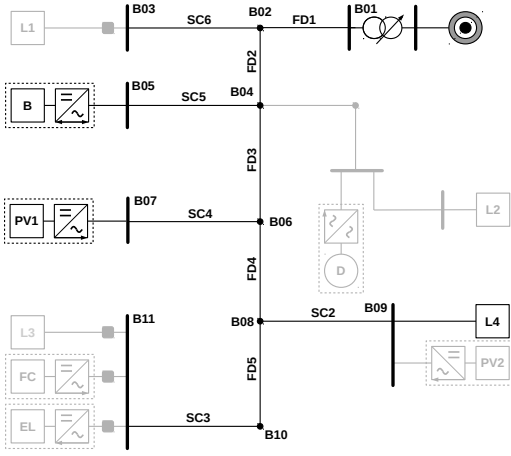 L1
B03
SC6
B02
FD1
B01
FD2
B
B05
SC5
B04
FD3
L2
PV1
B07
SC4
B06
D
FD4
B11
B08
SC2
B09
L4
L3
FC
FD5
PV2
EL
SC3
B10